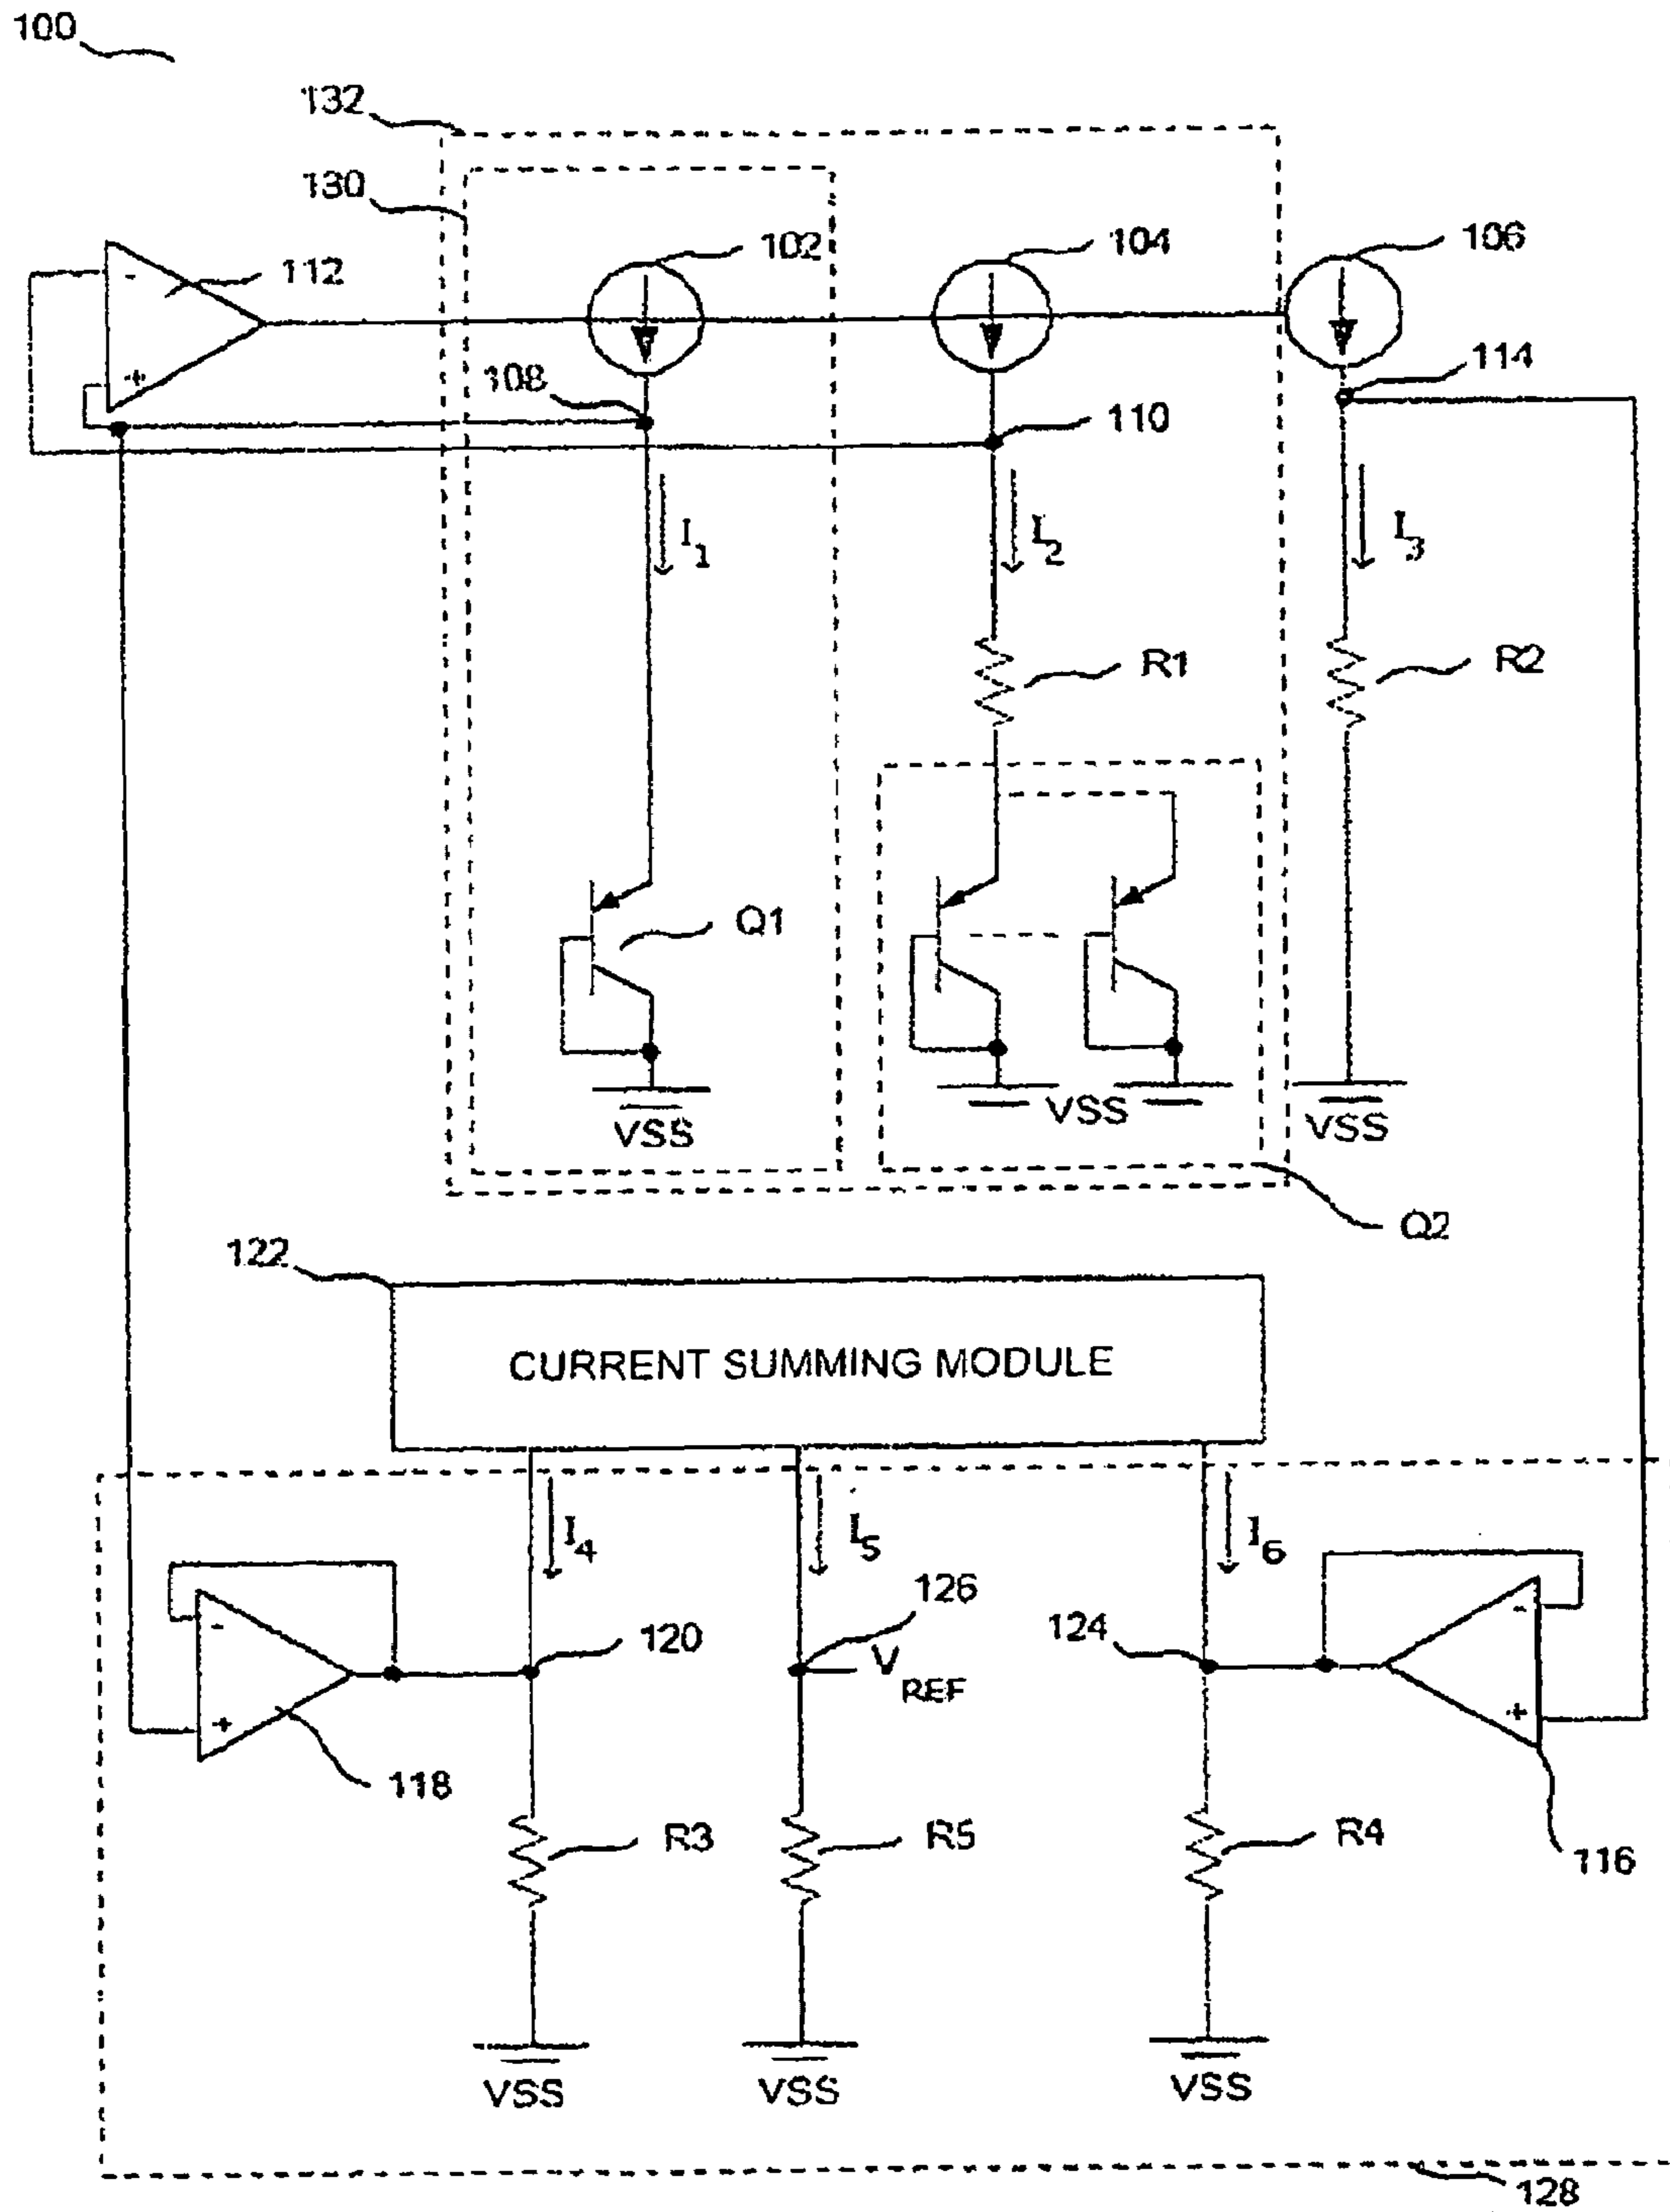 100
132
130
102
104
106
-
112
+
108
114
110
I1
I2
I3
R1
R2
Q1
VSS
VSS
VSS
Q2
122
CURRENT SUMMING MODULE
I4
I5
I6
126
-
120
124
-
V REF
+
+
118
R3
R5
R4
116
VSS
VSS
VSS
128